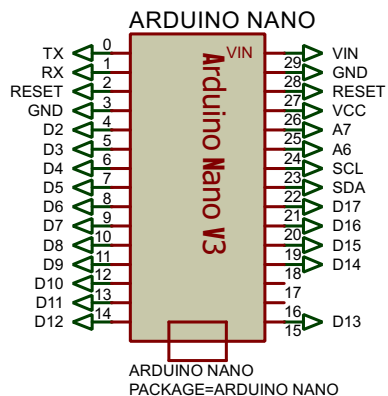 ARDUINO NANO
TX 0 VIN VIN
RX 1 29 GND
RESET 2 28 RESET
GND 3 27 VCC
D2 4 26 A7
D3 5 25 A6
D4 6 24 SCL
D5 7 23 SDA
D6 8 22 D17
D7 9 21 D16
D8 10 20 D15
D9 11 19 D14
D10 12 18
D11 13 17
D12 14 16 D13
15
Arduino Nano V3
ARDUINO NANO
PACKAGE=ARDUINO NANO